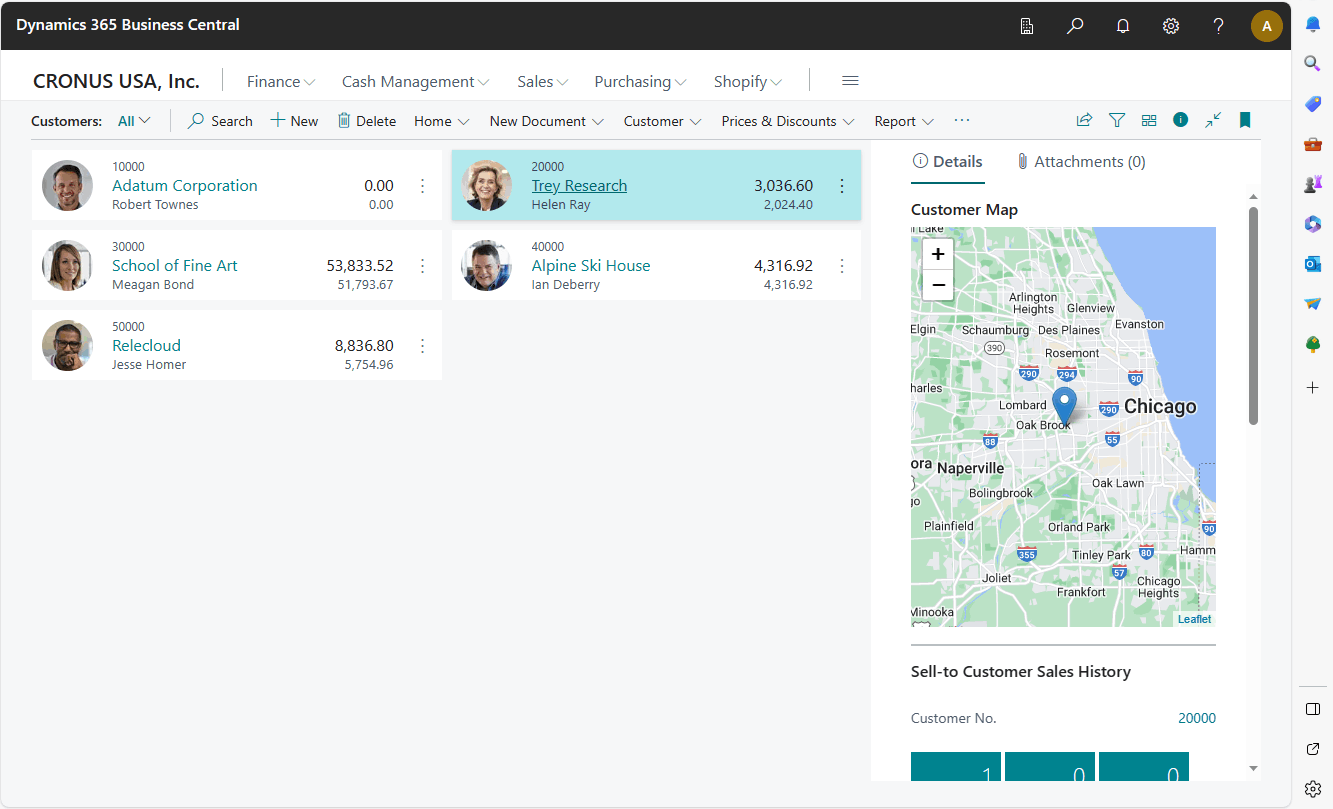 Dynamics 365 Business Central
A
CRONUS USA, Inc.
Finance
Cash Management
Sales
Purchasing
Shopify
Customers:
All
Search
New
Delete
Home
New Document
Customer
Prices & Discounts
Report
10000
Adatum Corporation
0.00
Robert Townes
0.00
20000
Trey Research
3,036.60
Helen Ray
2,024.40
30000
School of Fine Art
53,833.52
Meagan Bond
51,793.67
40000
Alpine Ski House
4,316.92
Ian Deberry
4,316.92
50000
Relecloud
8,836.80
Jesse Homer
5,754.96
Details
Attachments (0)
Customer Map
Lake
+
−
Arlington
Heights
Glenview
Elgin
Schaumburg
Des Plaines
Evanston
390
Rosemont
290
294
90
harles
Lombard
290
Chicago
Oak Brook
88
55
ora
Naperville
Oak Lawn
Bolingbrook
go
Plainfield
Orland Park
90
355
Tinley Park
80
Hamm
57
Joliet
Chicago
Heights
Frankfort
Minooka
Leaflet
Sell-to Customer Sales History
Customer No.
20000
1
0
0